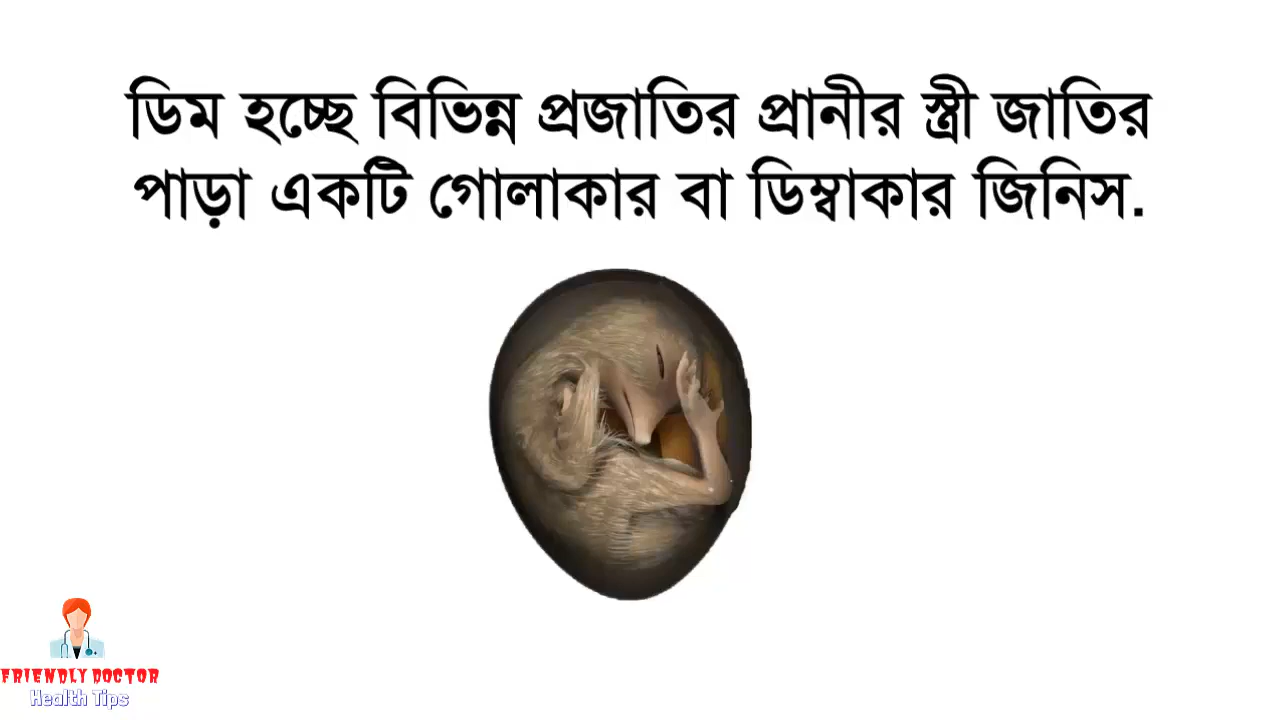 ডিম হচ্ছে বিভিন্ন প্রজাতির প্রানীর স্ত্রী জাতির
পাড়া একটি গোলাকার বা ডিম্বাকার জিনিস.
FRIENDLY DOCTOR
Health Tips